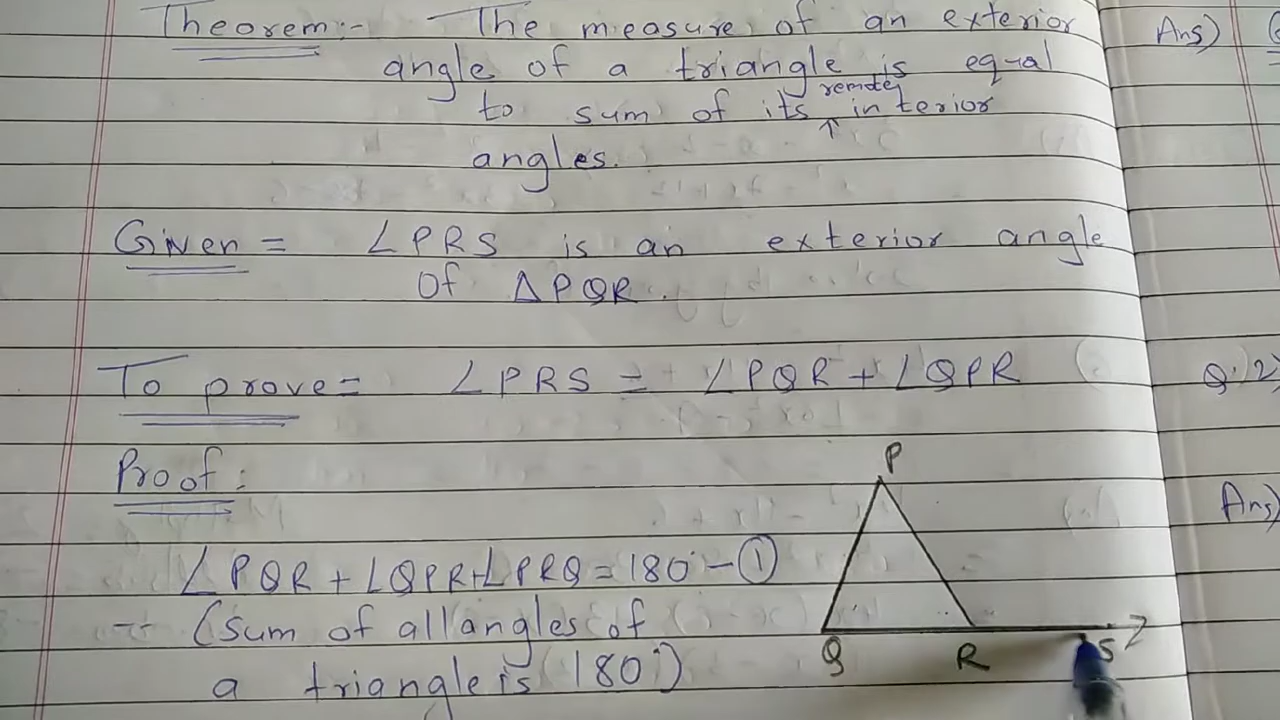 Theorem:- The measure of an exterior
angle of a triangle is equal
remote
to sum of its ↑ interior
angles.
Given = ∠PRS is an exterior angle
of △PQR.
To prove = ∠PRS = ∠PQR + ∠QPR
Proof:
∠PQR + ∠QPR + ∠PRQ = 180° - ①
-- (Sum of all angles of
a triangle is 180°)
P
Q
R
S
Ans)
Q.2)
Ans)